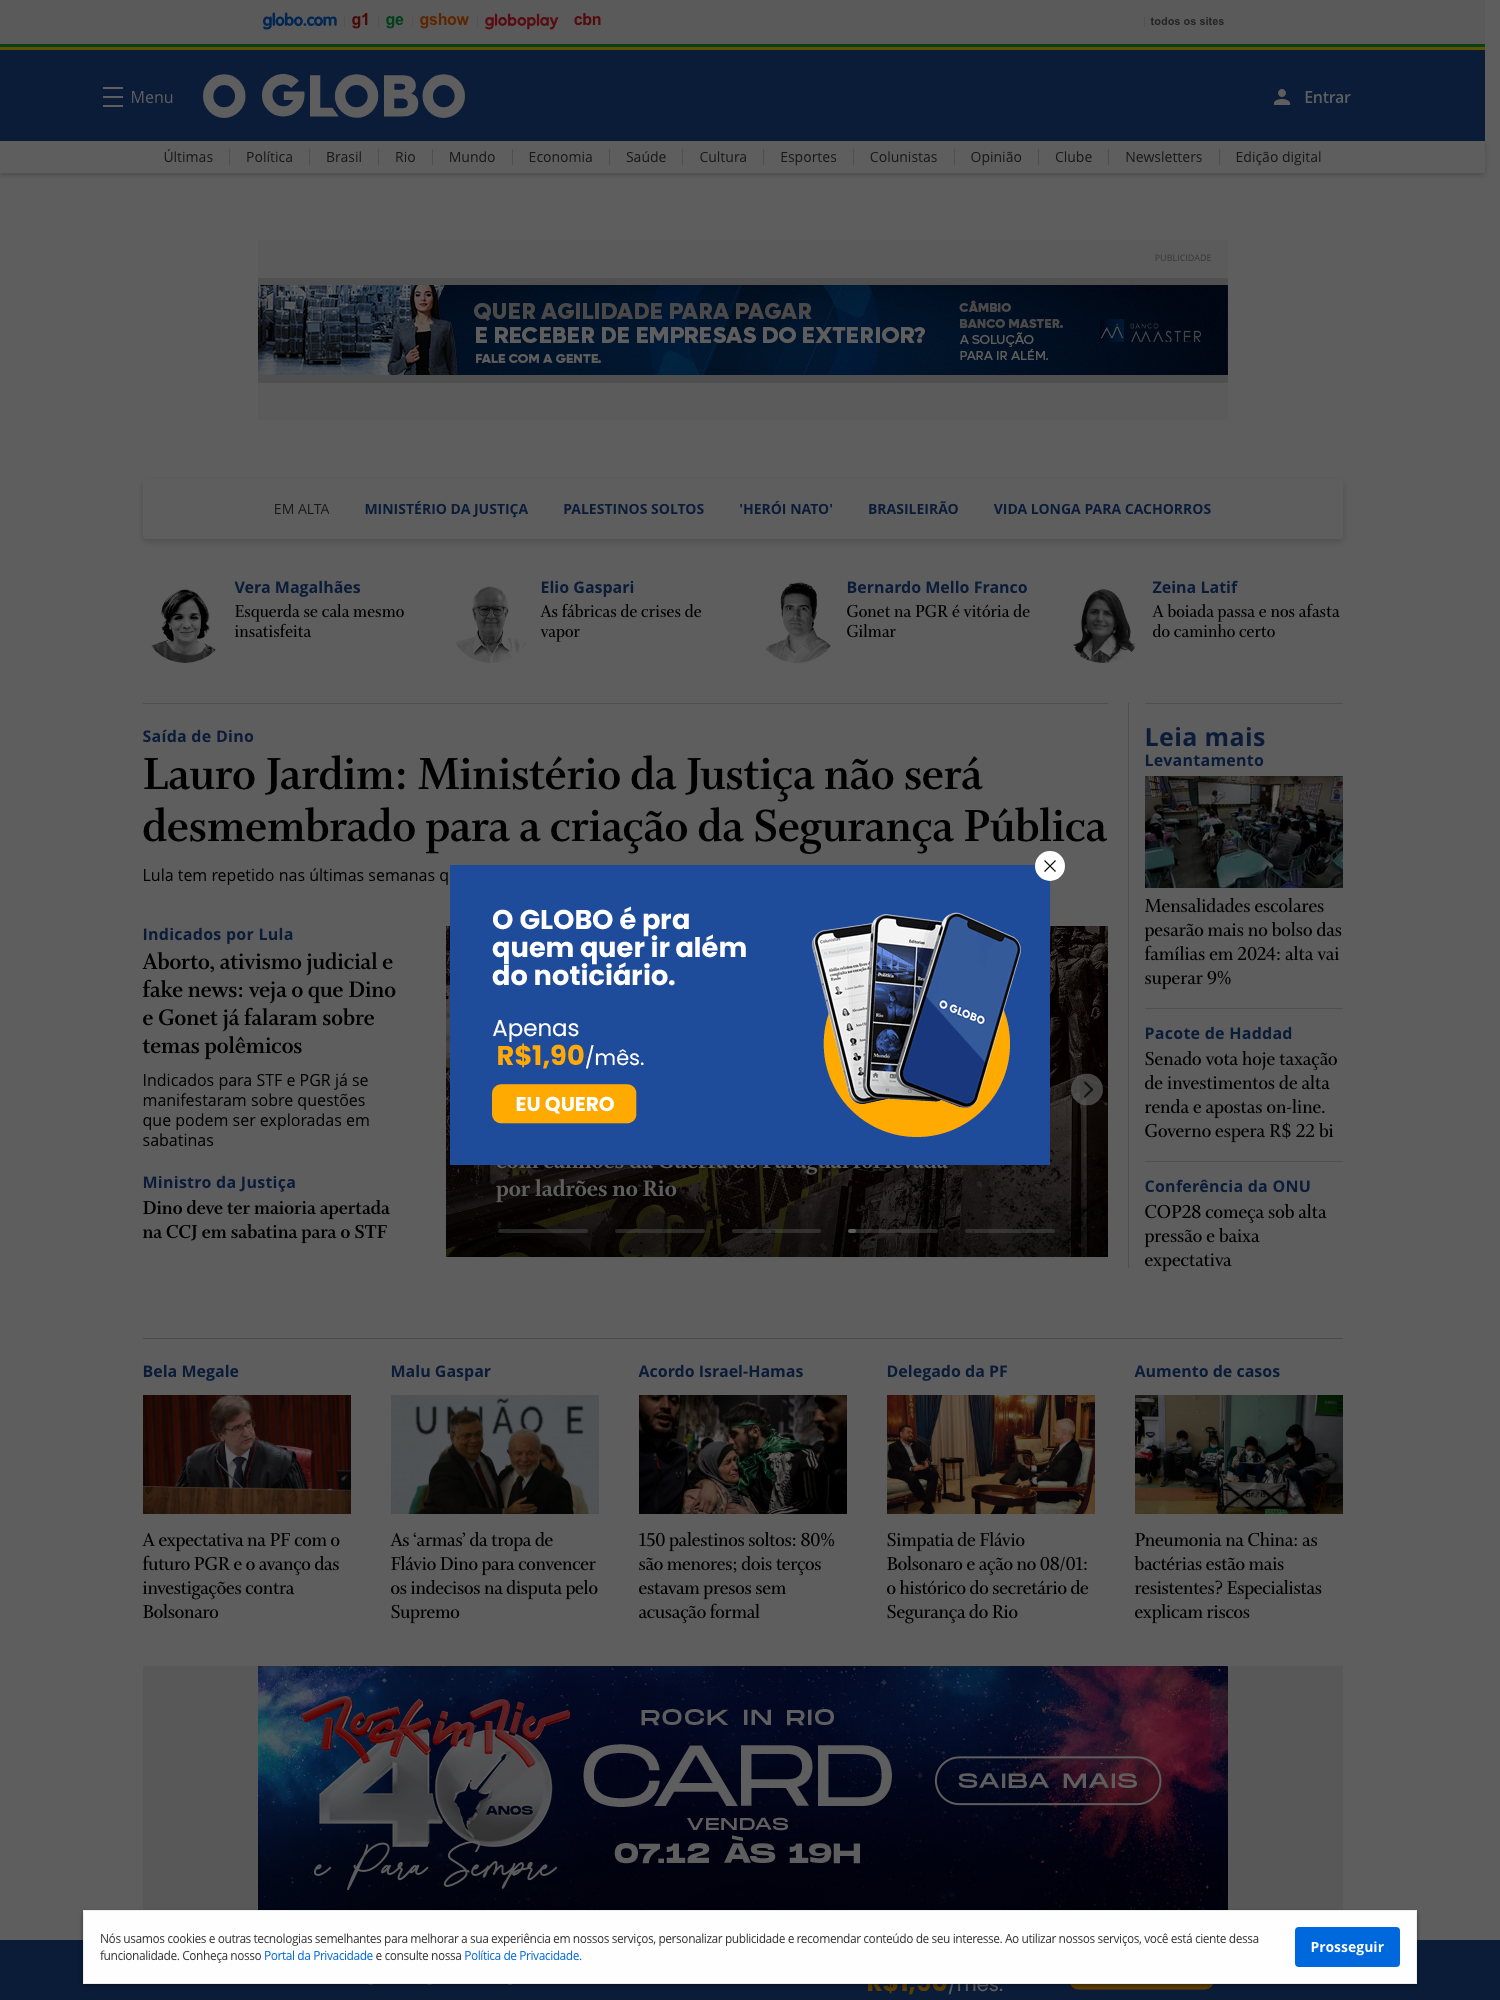 globo.com g1 ge gshow globoplay cbn todos os sites
Menu O GLOBO Entrar
Últimas Política Brasil Rio Mundo Economia Saúde Cultura Esportes Colunistas Opinião Clube Newsletters Edição digital
PUBLICIDADE
QUER AGILIDADE PARA PAGAR
E RECEBER DE EMPRESAS DO EXTERIOR?
FALE COM A GENTE.
CÂMBIO
BANCO MASTER.
A SOLUÇÃO
PARA IR ALÉM.
BANCO
MASTER
EM ALTA MINISTÉRIO DA JUSTIÇA PALESTINOS SOLTOS 'HERÓI NATO' BRASILEIRÃO VIDA LONGA PARA CACHORROS
Vera Magalhães
Esquerda se cala mesmo
insatisfeita
Elio Gaspari
As fábricas de crises de
vapor
Bernardo Mello Franco
Gonet na PGR é vitória de
Gilmar
Zeina Latif
A boiada passa e nos afasta
do caminho certo
Saída de Dino
Lauro Jardim: Ministério da Justiça não será
desmembrado para a criação da Segurança Pública
Lula tem repetido nas últimas semanas q
Indicados por Lula
Aborto, ativismo judicial e
fake news: veja o que Dino
e Gonet já falaram sobre
temas polêmicos
Indicados para STF e PGR já se
manifestaram sobre questões
que podem ser exploradas em
sabatinas
Ministro da Justiça
Dino deve ter maioria apertada
na CCJ em sabatina para o STF
O GLOBO é pra
quem quer ir além
do noticiário.
Apenas
R$1,90/mês.
EU QUERO
O GLOBO
com canhões da Guerra do Paraguai foi levada
por ladrões no Rio
Leia mais
Levantamento
Mensalidades escolares
pesarão mais no bolso das
famílias em 2024: alta vai
superar 9%
Pacote de Haddad
Senado vota hoje taxação
de investimentos de alta
renda e apostas on-line.
Governo espera R$ 22 bi
Conferência da ONU
COP28 começa sob alta
pressão e baixa
expectativa
Bela Megale
A expectativa na PF com o
futuro PGR e o avanço das
investigações contra
Bolsonaro
Malu Gaspar
UNIÃO E
As ‘armas’ da tropa de
Flávio Dino para convencer
os indecisos na disputa pelo
Supremo
Acordo Israel-Hamas
150 palestinos soltos: 80%
são menores; dois terços
estavam presos sem
acusação formal
Delegado da PF
Simpatia de Flávio
Bolsonaro e ação no 08/01:
o histórico do secretário de
Segurança do Rio
Aumento de casos
Pneumonia na China: as
bactérias estão mais
resistentes? Especialistas
explicam riscos
Rock in Rio
40
ANOS
e Para Sempre
ROCK IN RIO
CARD
VENDAS
07.12 ÀS 19H
SAIBA MAIS
Nós usamos cookies e outras tecnologias semelhantes para melhorar a sua experiência em nossos serviços, personalizar publicidade e recomendar conteúdo de seu interesse. Ao utilizar nossos serviços, você está ciente dessa
funcionalidade. Conheça nosso Portal da Privacidade e consulte nossa Política de Privacidade.
Prosseguir
R$1,90/mês.